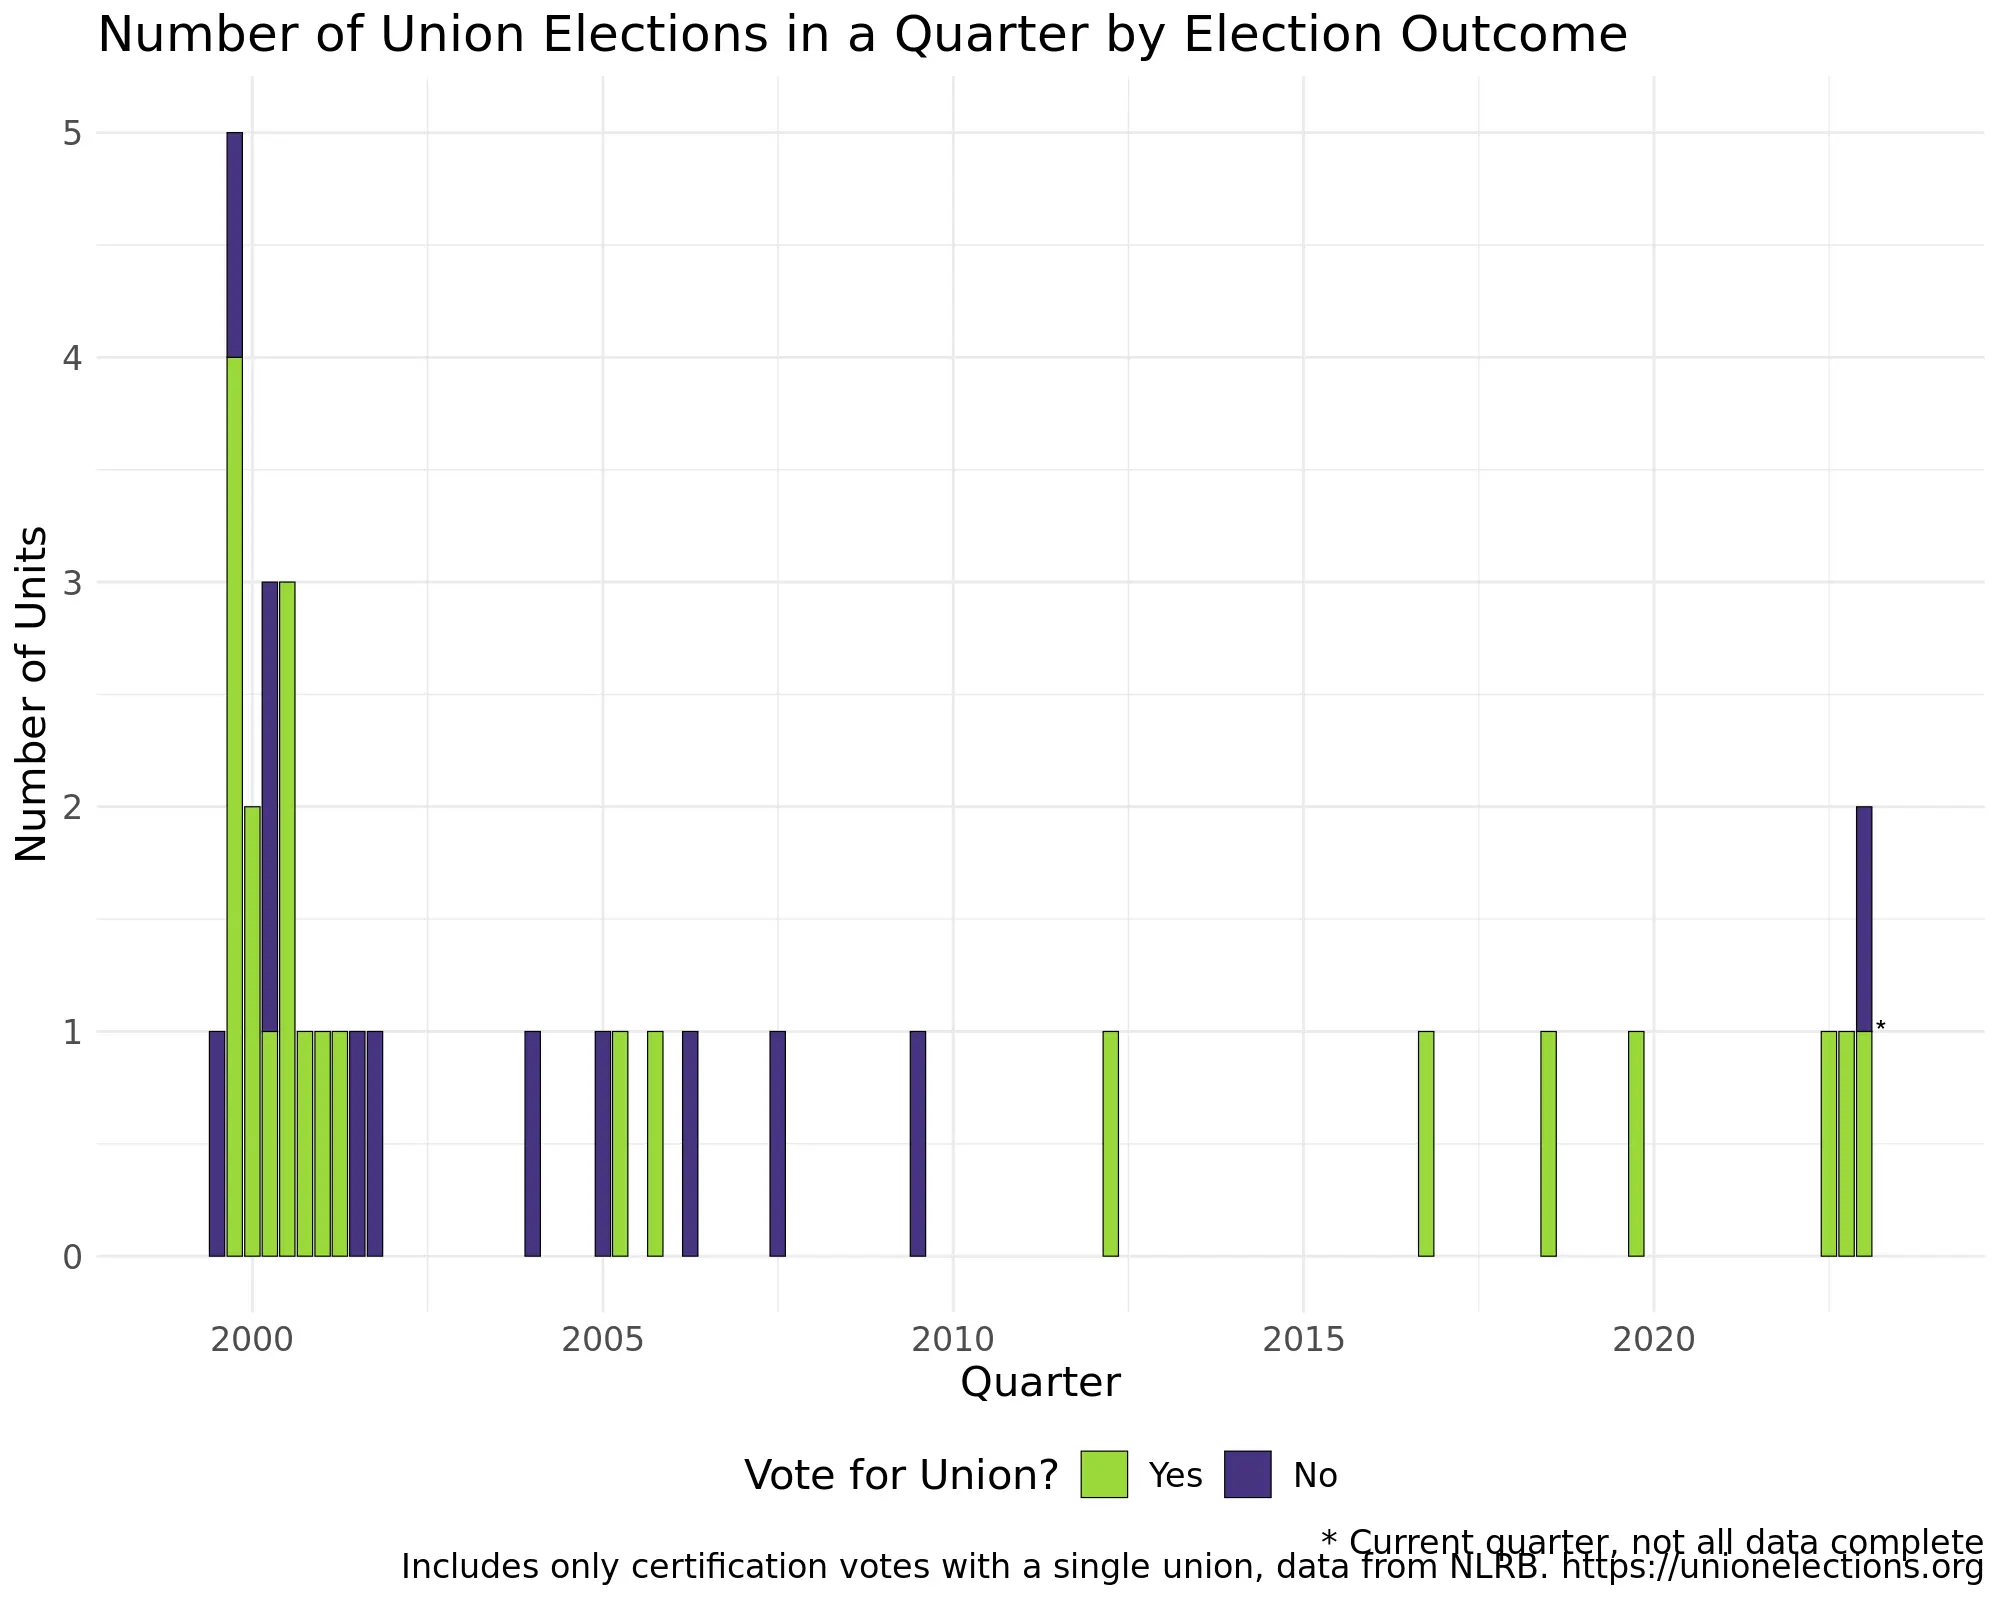 Number of Union Elections in a Quarter by Election Outcome
Number of Units
5
4
3
2
1
0
*
2000 2005 2010 2015 2020
Quarter
Vote for Union? Yes No
* Current quarter, not all data complete
Includes only certification votes with a single union, data from NLRB. https://unionelections.org